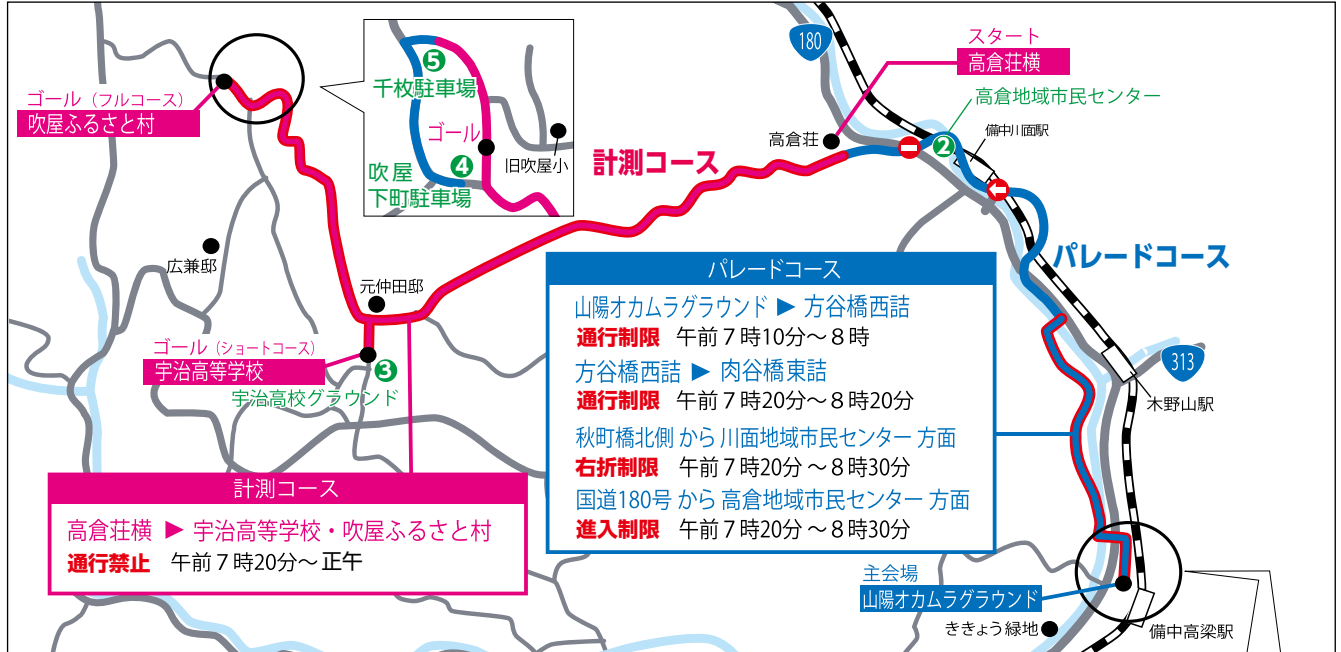 180
スタート
高倉荘横
高倉地域市民センター
備中川面駅
2
高倉荘
ゴール(フルコース)
吹屋ふるさと村
5
千枚駐車場
ゴール
旧吹屋小
4
吹屋
下町駐車場
計測コース
パレードコース
広兼邸
元仲田邸
ゴール(ショートコース)
宇治高等学校
3
宇治高校グラウンド
パレードコース
山陽オカムラグラウンド ▶ 方谷橋西詰
通行制限 午前7時10分~8時
方谷橋西詰 ▶ 肉谷橋東詰
通行制限 午前7時20分~8時20分
秋町橋北側 から 川面地域市民センター 方面
右折制限 午前7時20分~8時30分
国道180号 から 高倉地域市民センター 方面
進入制限 午前7時20分~8時30分
313
木野山駅
計測コース
高倉荘横 ▶ 宇治高等学校・吹屋ふるさと村
通行禁止 午前7時20分~正午
主会場
山陽オカムラグラウンド
ききょう緑地
備中高梁駅